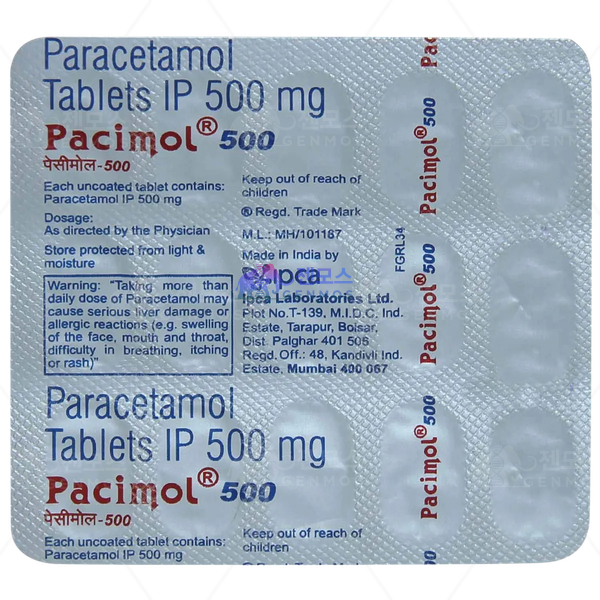 Paracetamol
Tablets IP 500 mg
Pacimol® 500
पेसीमोल-500
Each uncoated tablet contains:
Paracetamol IP 500 mg
Dosage:
As directed by the Physician
Store protected from light &
moisture
Warning: "Taking more than
daily dose of Paracetamol may
cause serious liver damage or
allergic reactions (e.g. swelling
of the face, mouth and throat,
difficulty in breathing, itching
or rash)"
Keep out of reach of
children
® Regd. Trade Mark
M.L.: MH/101187
Made in India by
ipca
Ipca Laboratories Ltd.
Plot No.T-139, M.I.D.C. Ind.
Estate, Tarapur, Boisar,
Dist. Palghar 401 506
Regd. Off.: 48, Kandivli Ind.
Estate, Mumbai 400 067
FGRL34
Pacimol® 500
Pacimol® 500
Pacimol® 500
Paracetamol
Tablets IP 500 mg
Pacimol® 500
पेसीमोल-500
Each uncoated tablet contains:
Paracetamol IP 500 mg
Keep out of reach of
children
젠모스
GENMOS